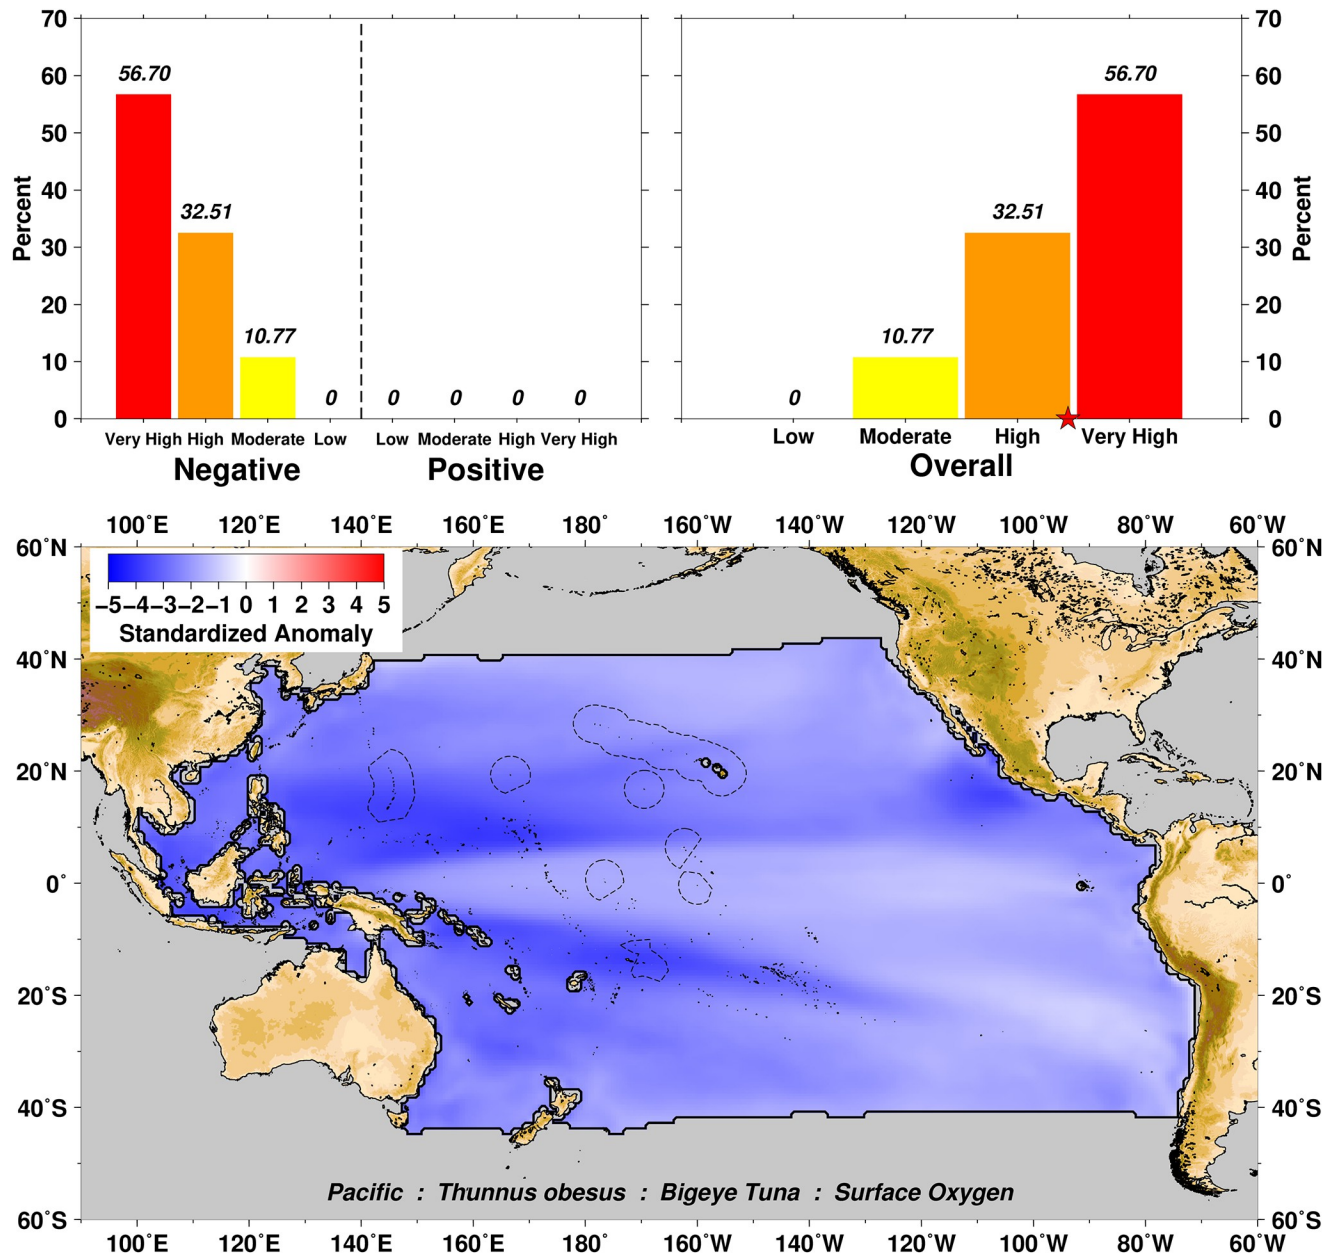 70 70
60 60
50 50
40 40
30 30
20 20
10 10
0 0
Percent
Percent
56.70
32.51
10.77
0
0 0 0 0
0
10.77
32.51
56.70
Very High High Moderate Low Low Moderate High Very High
Negative Positive
Low Moderate High Very High
Overall
100˚E 120˚E 140˚E 160˚E 180˚ 160˚W 140˚W 120˚W 100˚W 80˚W 60˚W
60˚N 60˚N
−5 −4 −3 −2 −1 0 1 2 3 4 5
Standardized Anomaly
40˚N 40˚N
20˚N 20˚N
0˚ 0˚
20˚S 20˚S
40˚S 40˚S
Pacific : Thunnus obesus : Bigeye Tuna : Surface Oxygen
60˚S 60˚S
100˚E 120˚E 140˚E 160˚E 180˚ 160˚W 140˚W 120˚W 100˚W 80˚W 60˚W